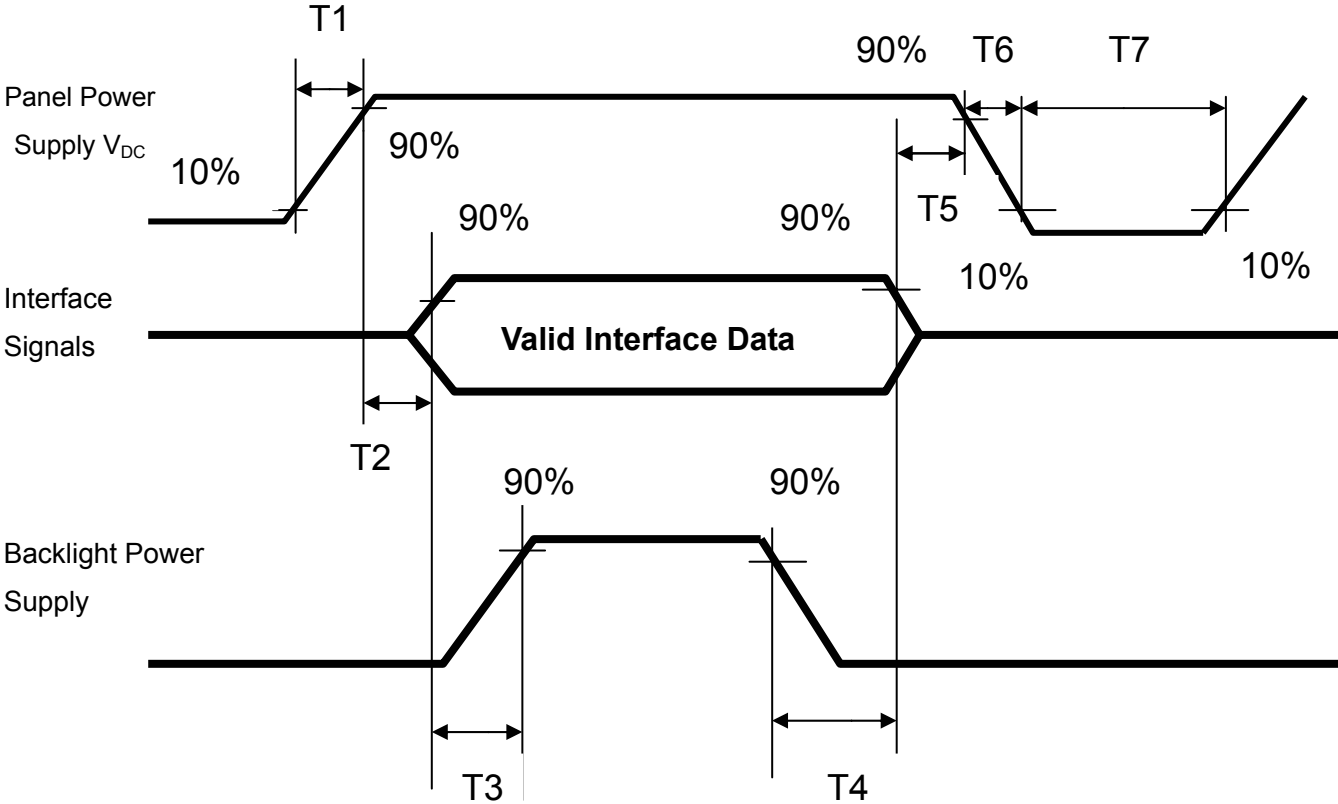 T1
90%
T6
T7
Panel Power
Supply VDC
90%
10%
T5
90%
90%
10%
10%
Interface
Signals
Valid Interface Data
T2
90%
90%
Backlight Power
Supply
T3
T4